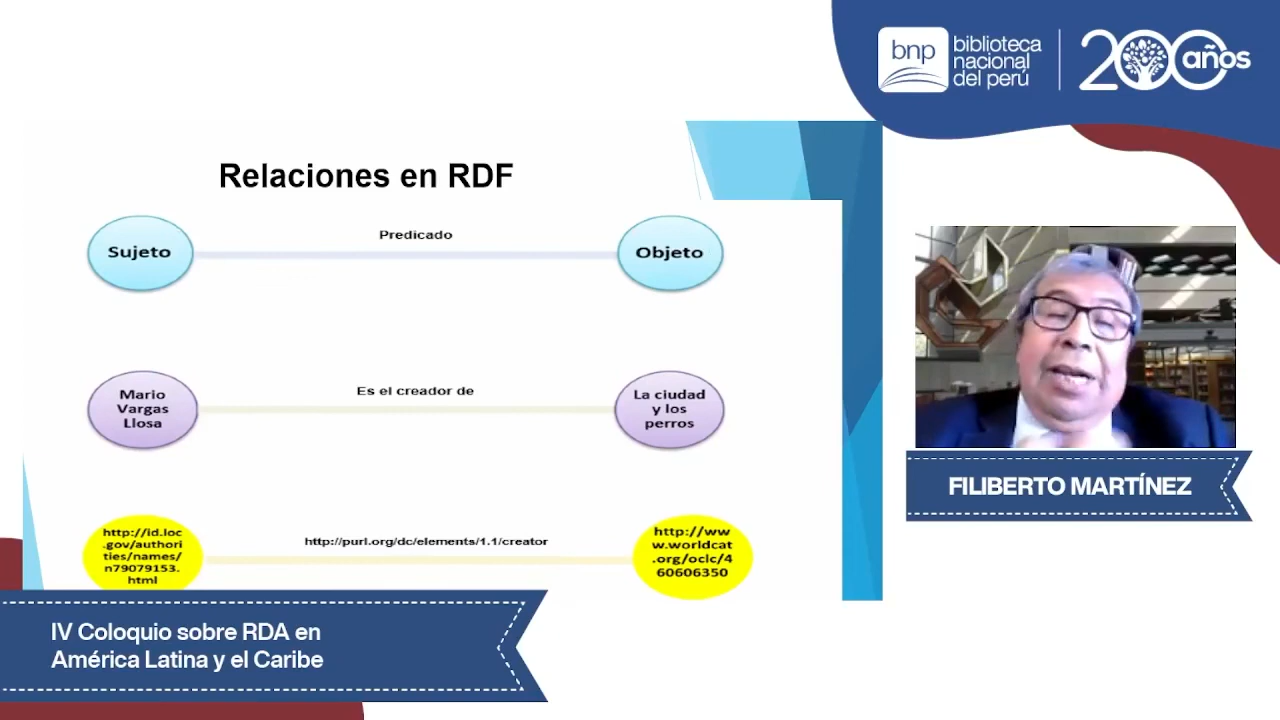 bnp
biblioteca
nacional
del perú
200 años
Relaciones en RDF
Sujeto
Predicado
Objeto
Mario
Vargas
Llosa
Es el creador de
La ciudad
y los
perros
http://id.loc
.gov/authori
ties/names/
n79079153.
html
http://purl.org/dc/elements/1.1/creator
http://ww
w.worldcat
.org/oclc/4
60606350
FILIBERTO MARTÍNEZ
IV Coloquio sobre RDA en
América Latina y el Caribe